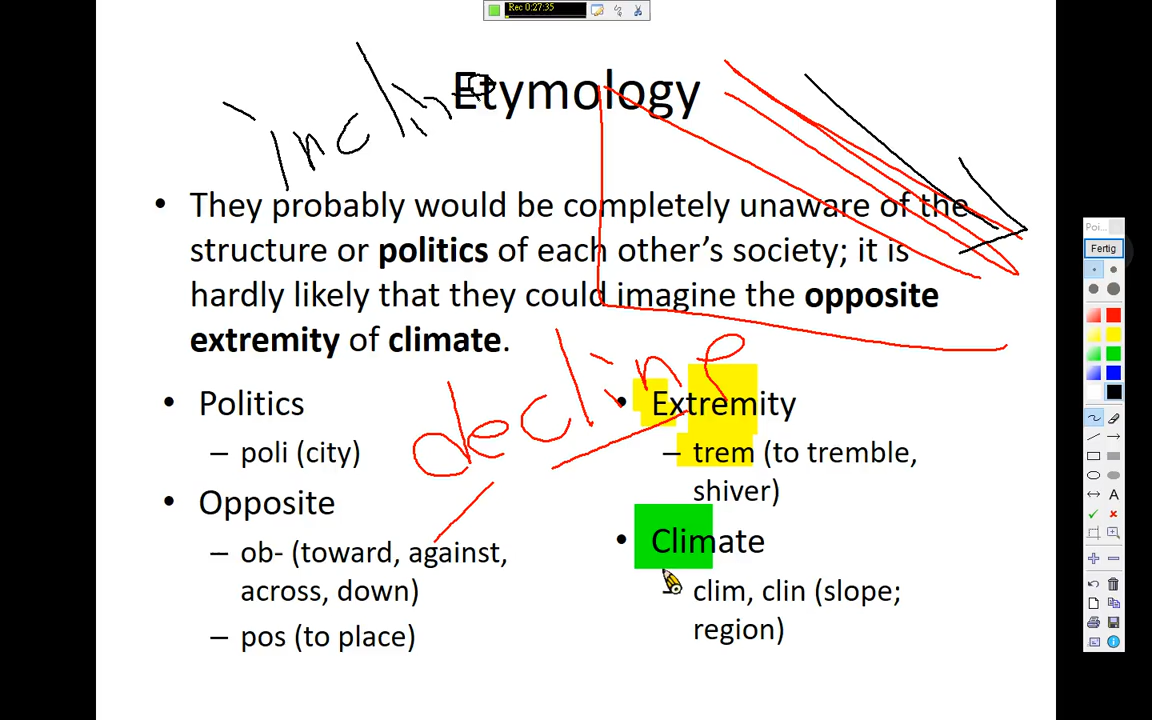 Rec 0:27:35
Etymology
incline
• They probably would be completely unaware of the
structure or politics of each other's society; it is
hardly likely that they could imagine the opposite
extremity of climate.
decline
• Politics
– poli (city)
• Opposite
– ob- (toward, against,
across, down)
– pos (to place)
• Extremity
– trem (to tremble,
shiver)
• Climate
– clim, clin (slope;
region)
Poi...
Fertig
A